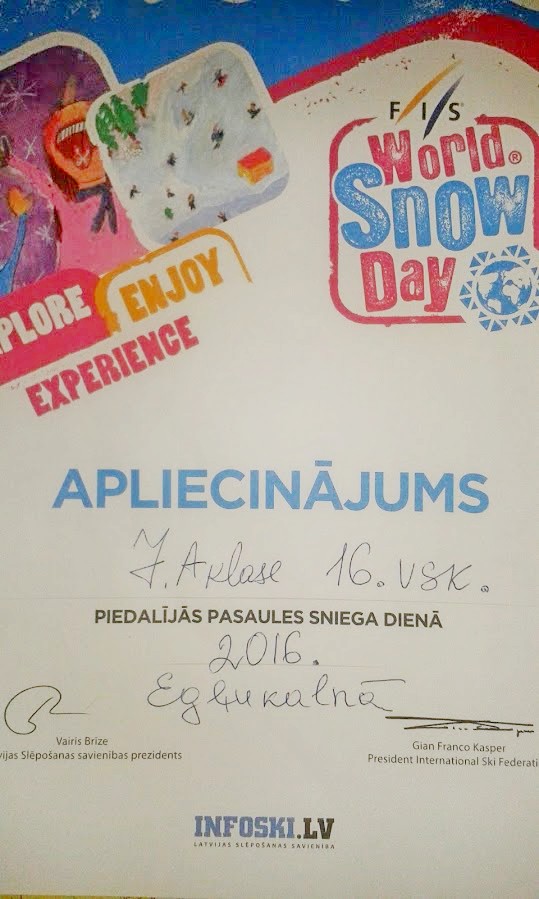 FIS
World®
Snow
Day
PLORE
ENJOY
EXPERIENCE
APLIECINĀJUMS
7. Aklase 16. VSK.
PIEDALĪJĀS PASAULES SNIEGA DIENĀ
2016.
Egļukalnā
Vairis Brize
vijas Slēpošanas savienības prezidents
Gian Franco Kasper
President International Ski Federati
INFOSKI.LV
LATVIJAS SLĒPOŠANAS SAVIENĪBA